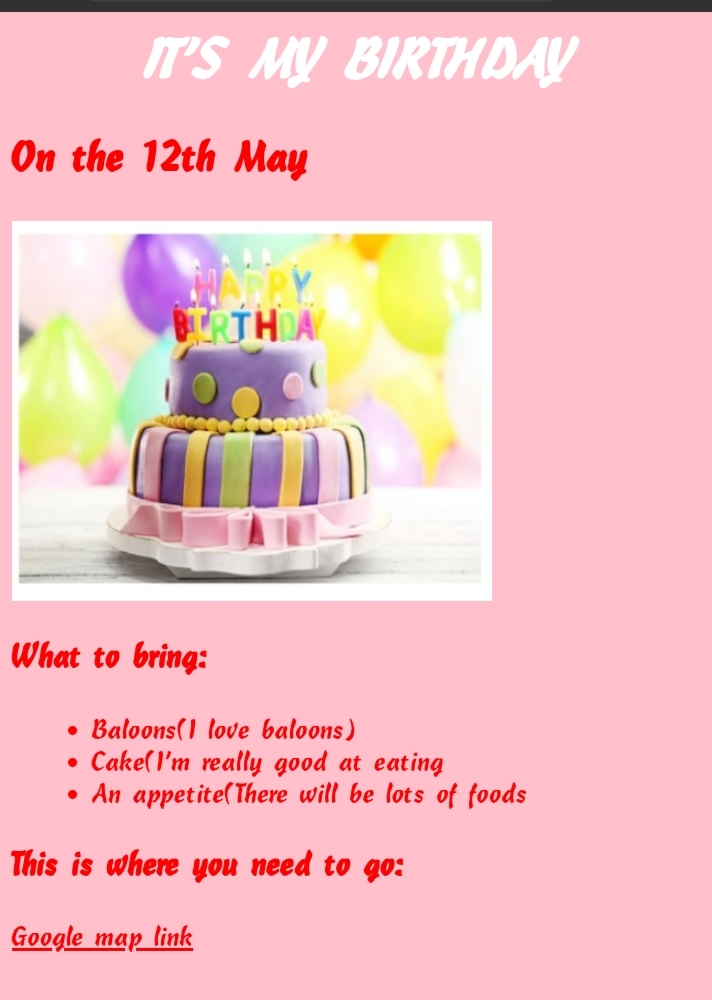 IT'S MY BIRTHDAY
On the 12th May
HAPPY
BIRTHDAY
What to bring:
• Baloons(I love baloons)
• Cake(I'm really good at eating
• An appetite(There will be lots of foods
This is where you need to go:
Google map link